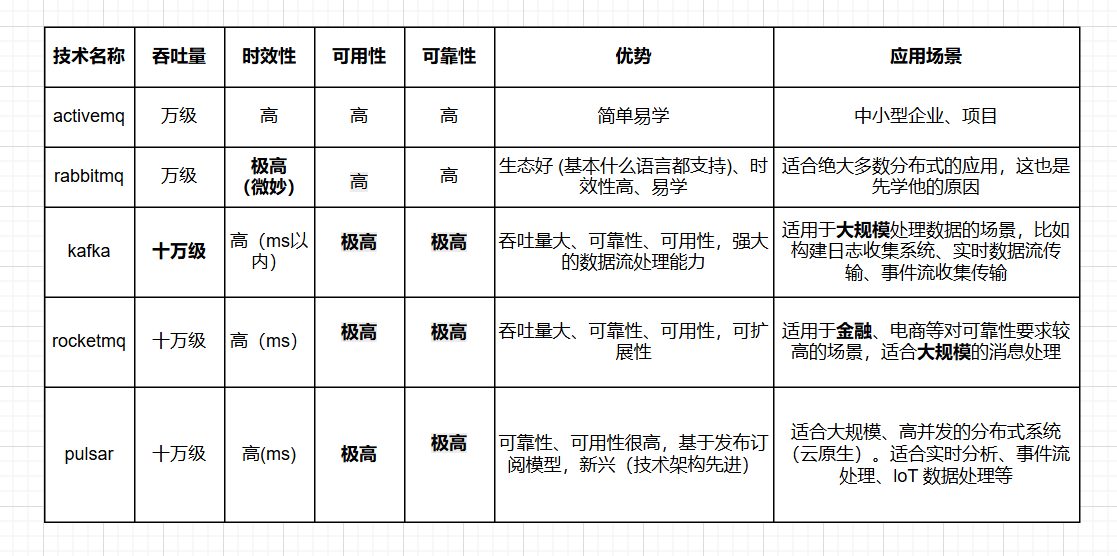 技术名称 吞吐量 时效性 可用性 可靠性 优势 应用场景
activemq 万级 高 高 高 简单易学 中小型企业、项目
rabbitmq 万级 极高
（微妙） 高 高 生态好 (基本什么语言都支持)、时
效性高、易学 适合绝大多数分布式的应用，这也是
先学他的原因
kafka 十万级 高（ms以
内） 极高 极高 吞吐量大、可靠性、可用性，强大
的数据流处理能力 适用于大规模处理数据的场景，比如
构建日志收集系统、实时数据流传
输、事件流收集传输
rocketmq 十万级 高（ms） 极高 极高 吞吐量大、可靠性、可用性，可扩
展性 适用于金融、电商等对可靠性要求较
高的场景，适合大规模的消息处理
pulsar 十万级 高(ms) 极高 极高 可靠性、可用性很高，基于发布订
阅模型，新兴（技术架构先进） 适合大规模、高并发的分布式系统
（云原生）。适合实时分析、事件流
处理、IoT 数据处理等